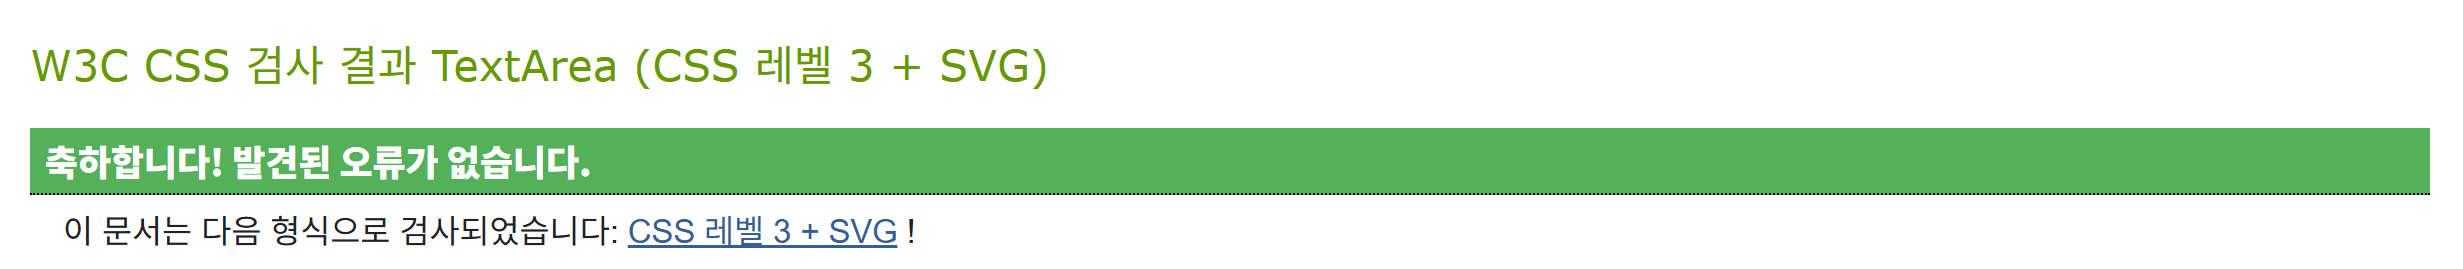 W3C CSS 검사 결과 TextArea (CSS 레벨 3 + SVG)
축하합니다! 발견된 오류가 없습니다.
이 문서는 다음 형식으로 검사되었습니다: CSS 레벨 3 + SVG !